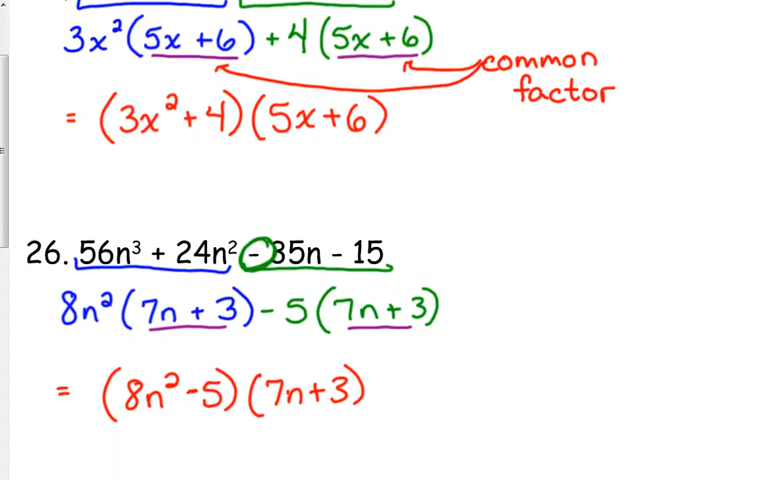 3x²(5x + 6) + 4(5x + 6)
common
factor
= (3x² + 4)(5x + 6)
26. 56n³ + 24n² - 35n - 15
8n²(7n + 3) - 5(7n + 3)
= (8n² - 5)(7n + 3)